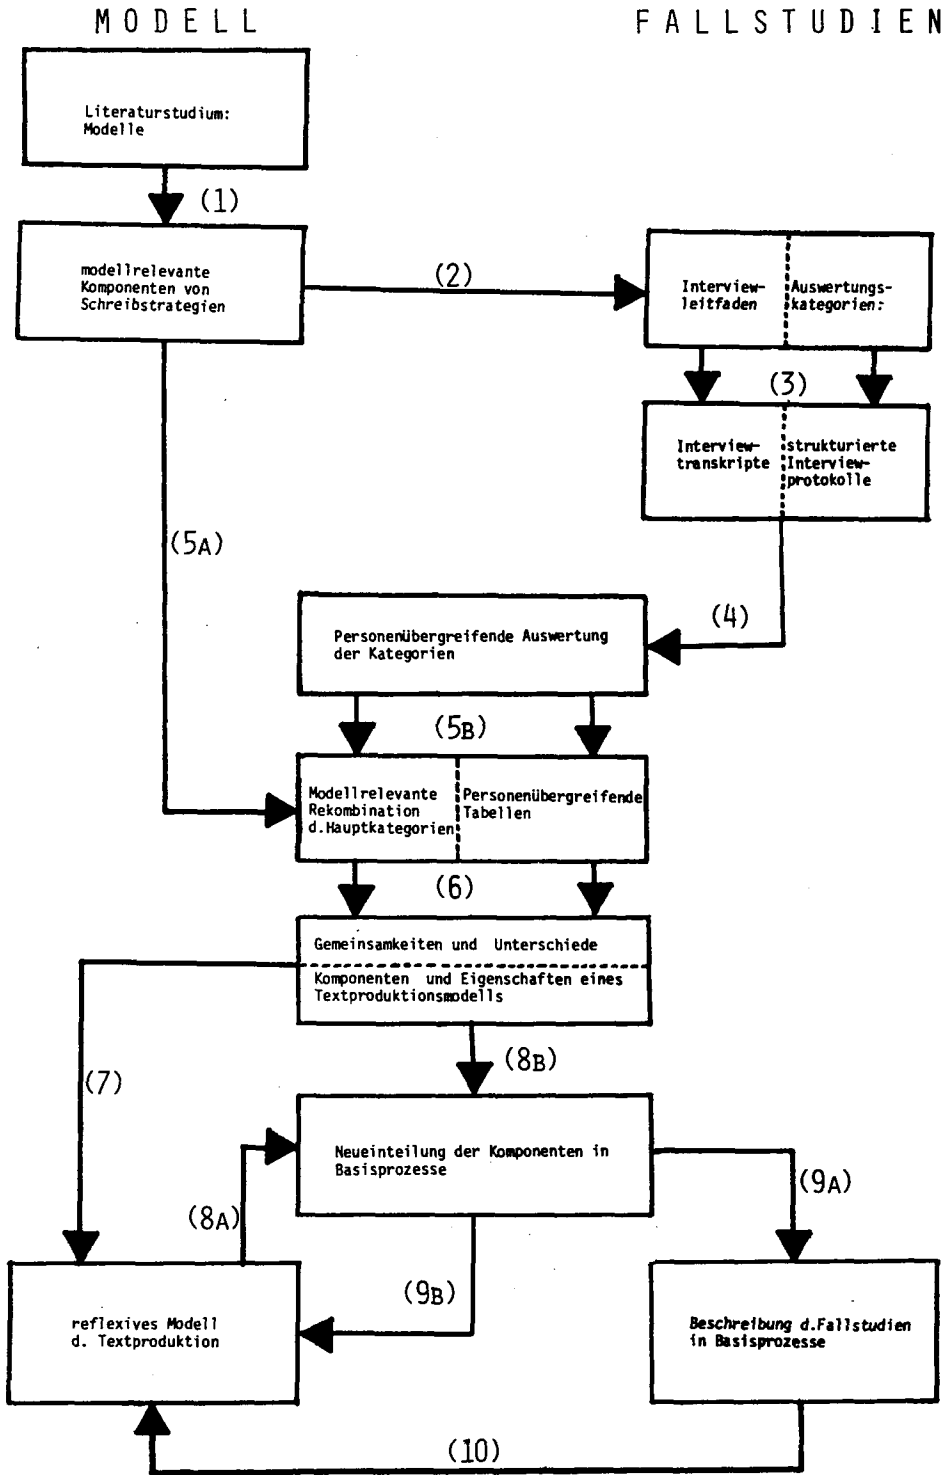 MODELL
FALLSTUDIEN
Literaturstudium:
Modelle
(1)
modellrelevante
Komponenten von
Schreibstrategien
(2)
Interview-
leitfaden
Auswertungs-
kategorien:
(3)
Interview-
transkripte
strukturierte
Interview-
protokolle
(5A)
(4)
Personenübergreifende Auswertung
der Kategorien
(5B)
Modellrelevante
Rekombination
d.Hauptkategorien
Personenübergreifende
Tabellen
(6)
Gemeinsamkeiten und Unterschiede
Komponenten und Eigenschaften eines
Textproduktionsmodells
(7)
(8B)
Neueinteilung der Komponenten in
Basisprozesse
(8A)
(9A)
(9B)
reflexives Modell
d. Textproduktion
Beschreibung d.Fallstudien
in Basisprozesse
(10)